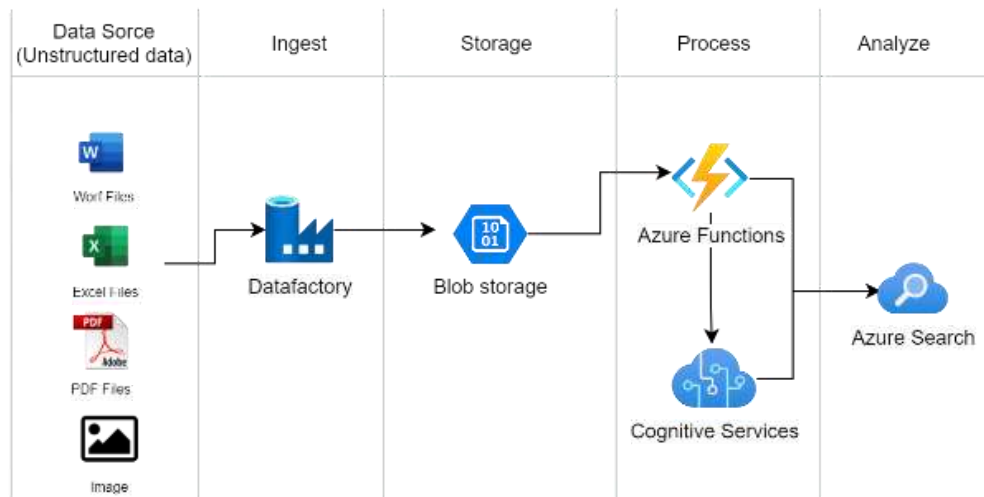 Data Sorce
(Unstructured data)
Ingest
Storage
Process
Analyze
W
Worf Files
X
Excel Files
PDF
Adobe
PDF Files
Image
Datafactory
10
01
Blob storage
Azure Functions
Cognitive Services
Azure Search